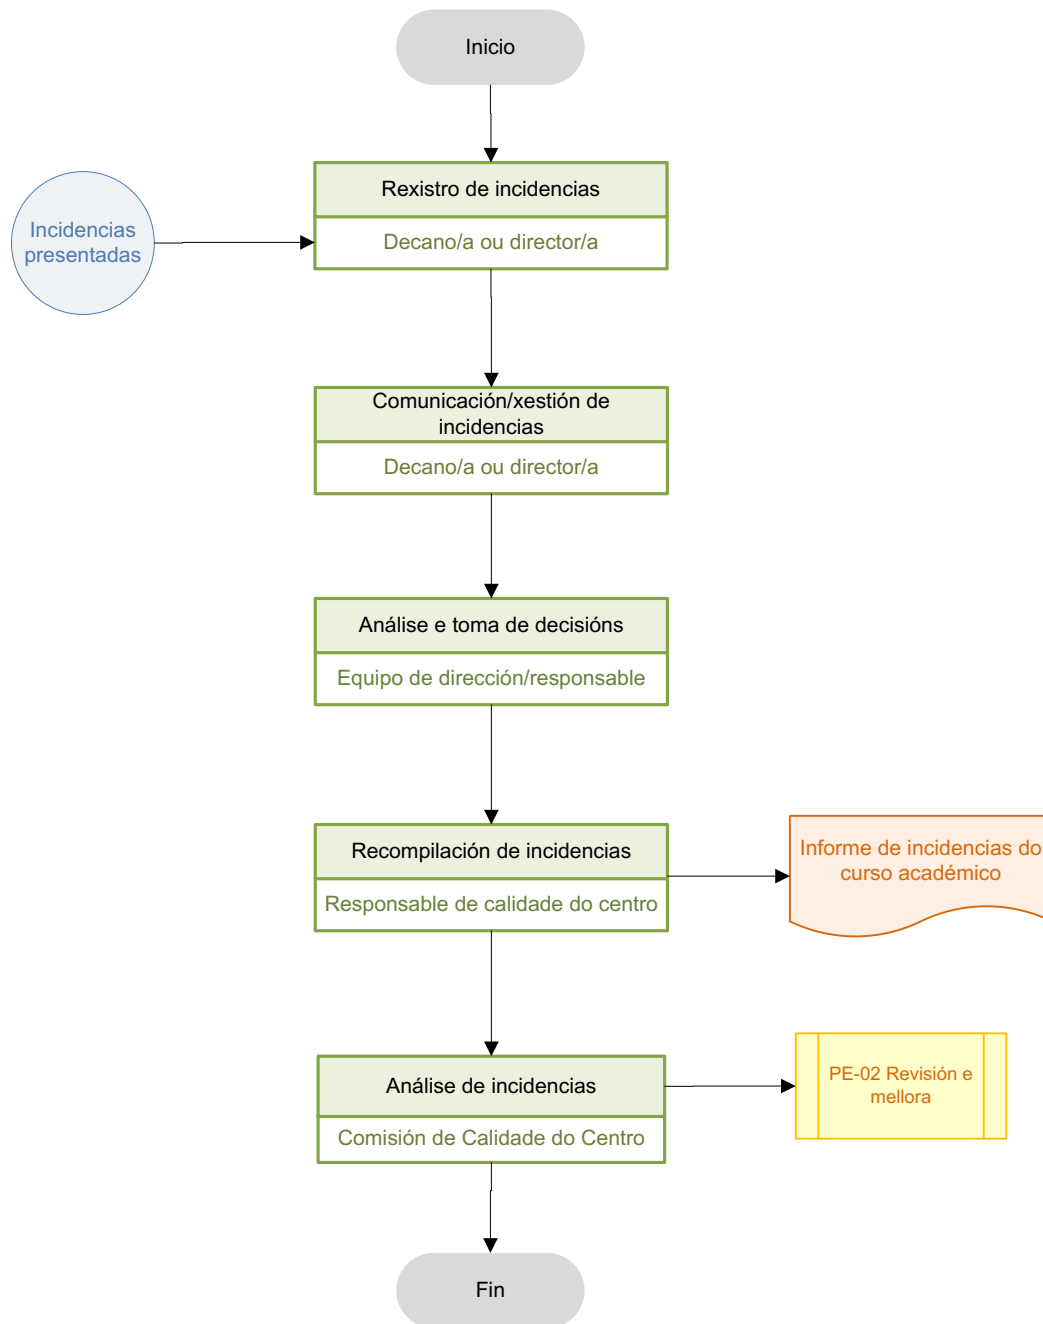 Inicio
Rexistro de incidencias
Incidencias
presentadas
Decano/a ou director/a
Comunicación/xestión de
incidencias
Decano/a ou director/a
Análise e toma de decisións
Equipo de dirección/responsable
Recompilación de incidencias
Responsable de calidade do centro
Informe de incidencias do
curso académico
Análise de incidencias
Comisión de Calidade do Centro
PE-02 Revisión e
mellora
Fin